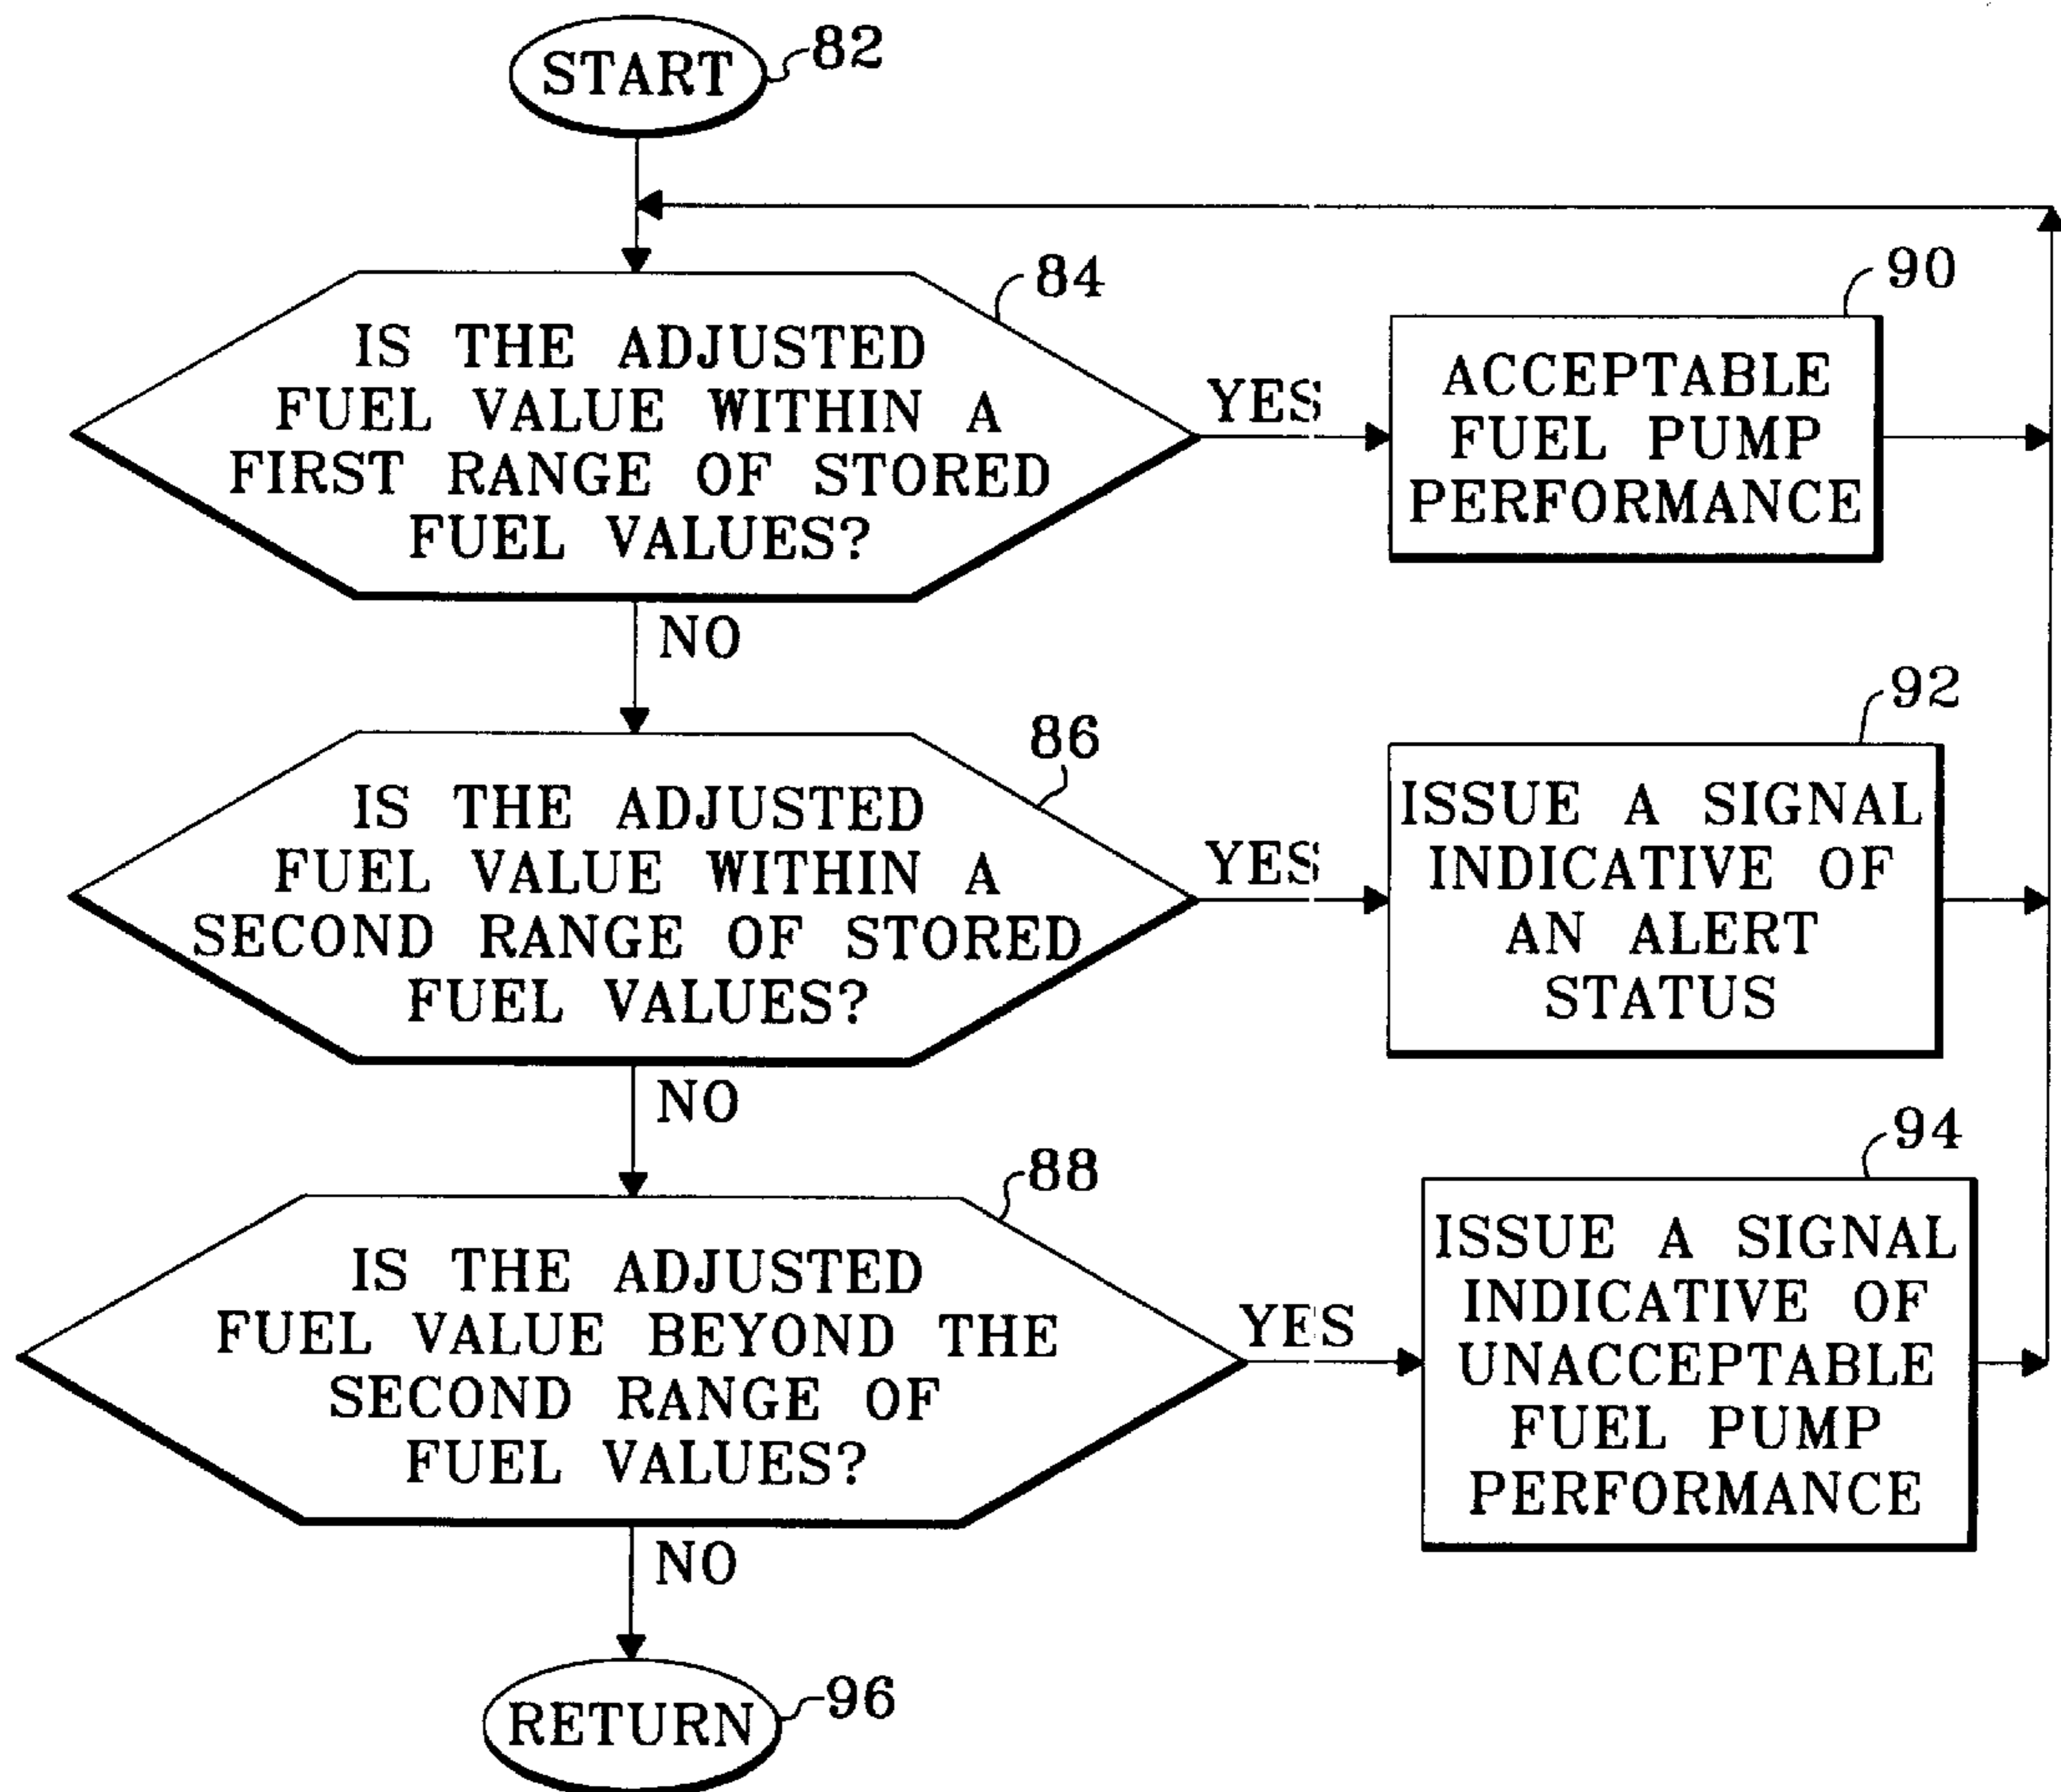 START
82
84
IS THE ADJUSTED
FUEL VALUE WITHIN A
FIRST RANGE OF STORED
FUEL VALUES?
YES
90
ACCEPTABLE
FUEL PUMP
PERFORMANCE
NO
86
IS THE ADJUSTED
FUEL VALUE WITHIN A
SECOND RANGE OF STORED
FUEL VALUES?
YES
92
ISSUE A SIGNAL
INDICATIVE OF
AN ALERT
STATUS
NO
88
IS THE ADJUSTED
FUEL VALUE BEYOND THE
SECOND RANGE OF
FUEL VALUES?
YES
94
ISSUE A SIGNAL
INDICATIVE OF
UNACCEPTABLE
FUEL PUMP
PERFORMANCE
NO
RETURN
96